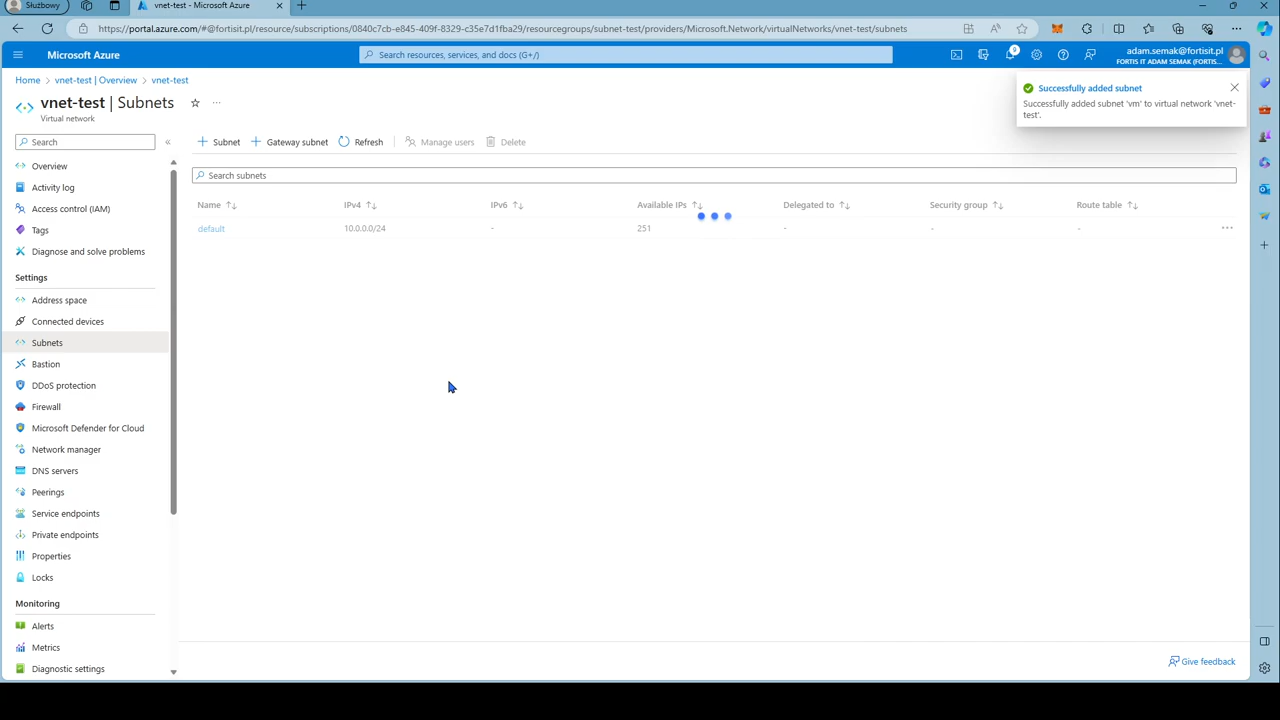 Służbowy
vnet-test - Microsoft Azure
https://portal.azure.com/#@fortisit.pl/resource/subscriptions/0840c7cb-e845-409f-8329-c35e7d1fba29/resourcegroups/subnet-test/providers/Microsoft.Network/virtualNetworks/vnet-test/subnets
Microsoft Azure
Search resources, services, and docs (G+/)
9
adam.semak@fortisit.pl
FORTIS IT ADAM SEMAK (FORTIS...
Home > vnet-test | Overview > vnet-test
vnet-test | Subnets
Virtual network
Successfully added subnet
Successfully added subnet 'vm' to virtual network 'vnet-
test'.
Search
Subnet
Gateway subnet
Refresh
Manage users
Delete
Search subnets
Name
IPv4
IPv6
Available IPs
Delegated to
Security group
Route table
default
10.0.0.0/24
-
251
-
-
-
Overview
Activity log
Access control (IAM)
Tags
Diagnose and solve problems
Settings
Address space
Connected devices
Subnets
Bastion
DDoS protection
Firewall
Microsoft Defender for Cloud
Network manager
DNS servers
Peerings
Service endpoints
Private endpoints
Properties
Locks
Monitoring
Alerts
Metrics
Diagnostic settings
Give feedback